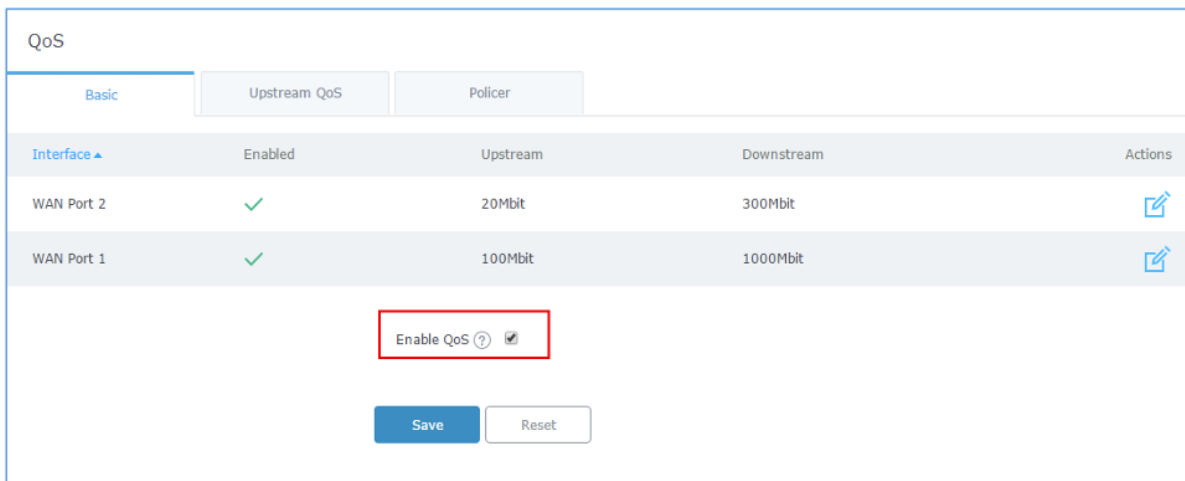 QoS
Basic Upstream QoS Policer
Interface Enabled Upstream Downstream Actions
WAN Port 2 20Mbit 300Mbit
WAN Port 1 100Mbit 1000Mbit
Enable QoS ?
Save Reset